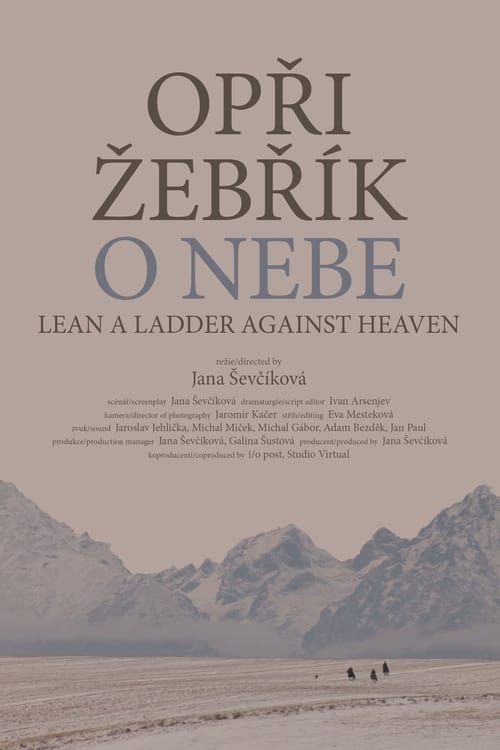 OPŘI
ŽEBŘÍK
O NEBE
LEAN A LADDER AGAINST HEAVEN
režie/directed by
Jana Ševčíková
scénář/screenplay Jana Ševčíková dramaturgie/script editor Ivan Arsenjev
kamera/director of photography Jaromír Kačer střih/editing Eva Mesteková
zvuk/sound Jaroslav Jehlička, Michal Míček, Michal Gábor, Adam Bezděk, Jan Paul
produkce/production manager Jana Ševčíková, Galina Šustová producent/produced by Jana Ševčíková
koproducenti/coproduced by i/o post, Studio Virtual